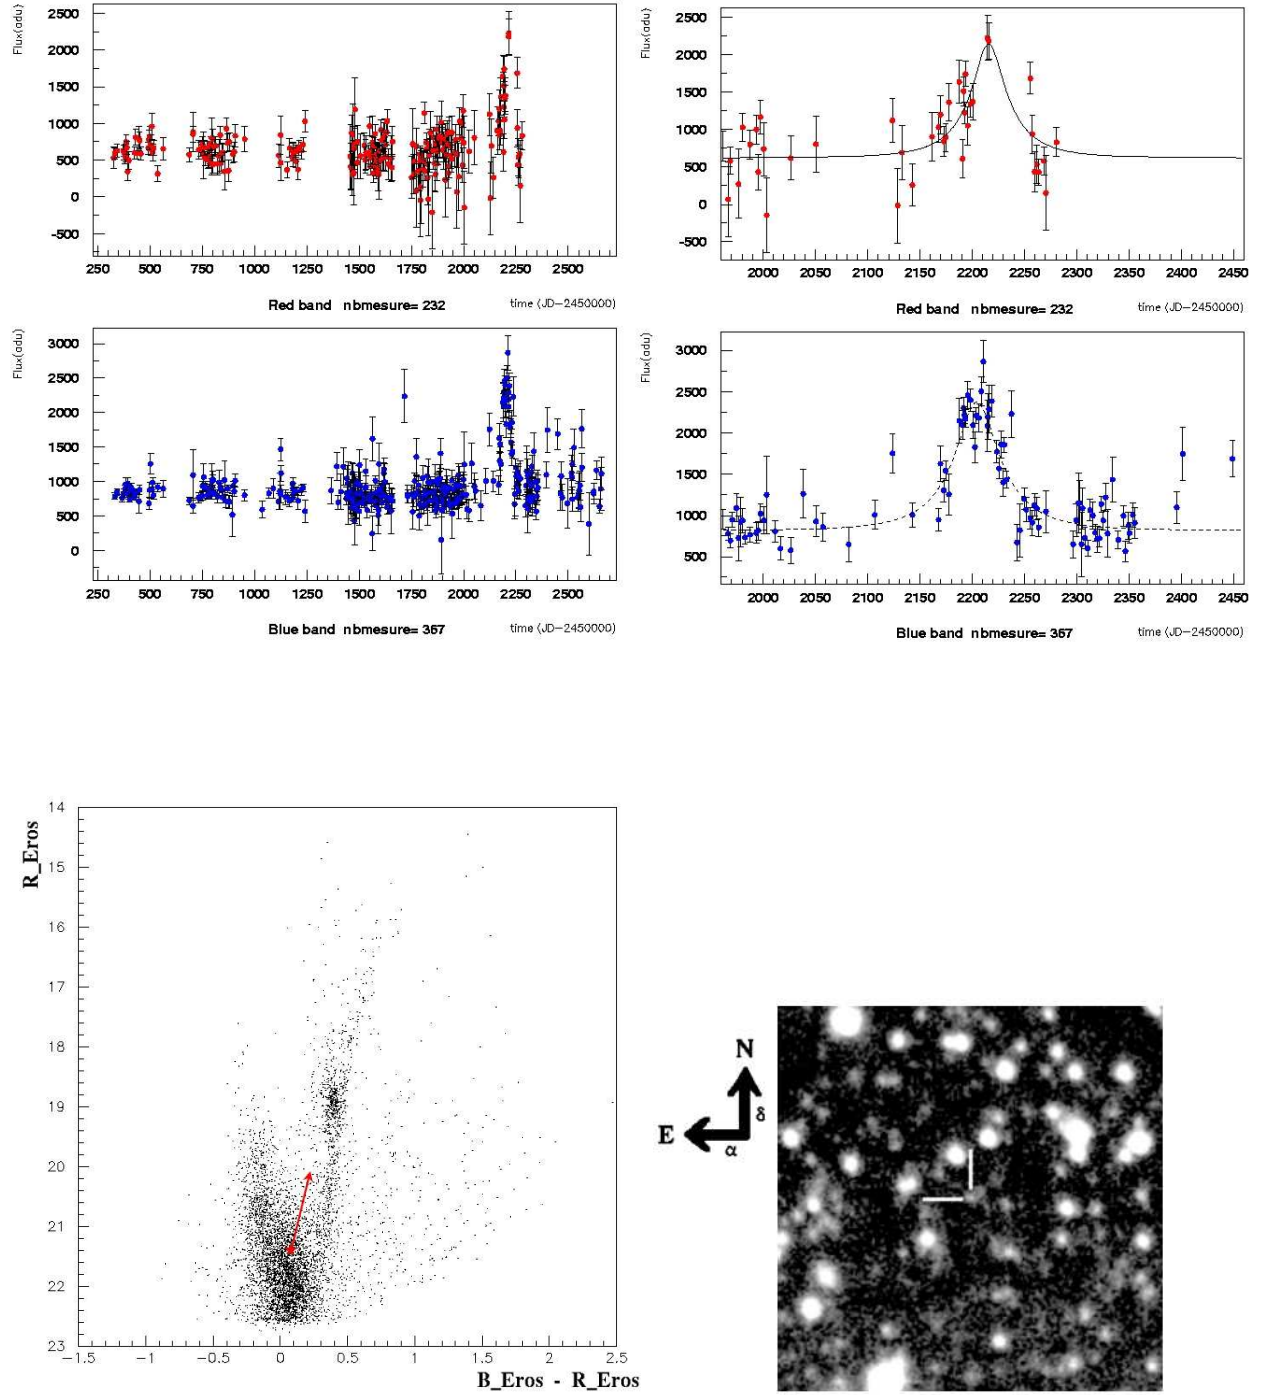 Flux(adu)
2500
2000
1500
1000
500
0
-500
250 500 750 1000 1250 1500 1750 2000 2250 2500
Red band nbmesure= 232
time (JD-2450000)
Flux(adu)
2500
2000
1500
1000
500
0
-500
2000 2050 2100 2150 2200 2250 2300 2350 2400 2450
Red band nbmesure= 232
time (JD-2450000)
Flux(adu)
3000
2500
2000
1500
1000
500
0
250 500 750 1000 1250 1500 1750 2000 2250 2500
Blue band nbmesure= 367
time (JD-2450000)
Flux(adu)
3000
2500
2000
1500
1000
500
2000 2050 2100 2150 2200 2250 2300 2350 2400 2450
Blue band nbmesure= 367
time (JD-2450000)
R_Eros
14
15
16
17
18
19
20
21
22
23
-1.5 -1 -0.5 0 0.5 1 1.5 2 2.5
B_Eros - R_Eros
N
δ
E
α